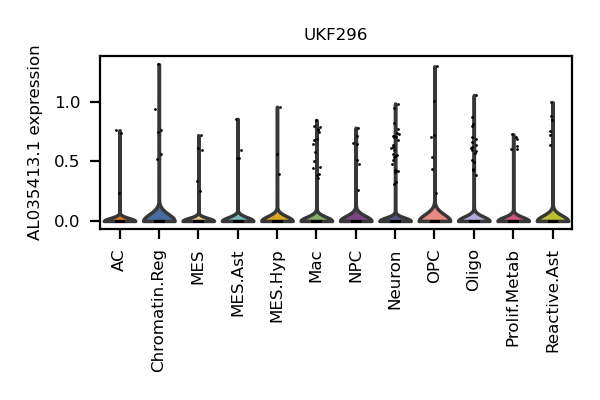 UKF296
AL035413.1 expression
1.0
0.5
0.0
AC
Chromatin.Reg
MES
MES.Ast
MES.Hyp
Mac
NPC
Neuron
OPC
Oligo
Prolif.Metab
Reactive.Ast